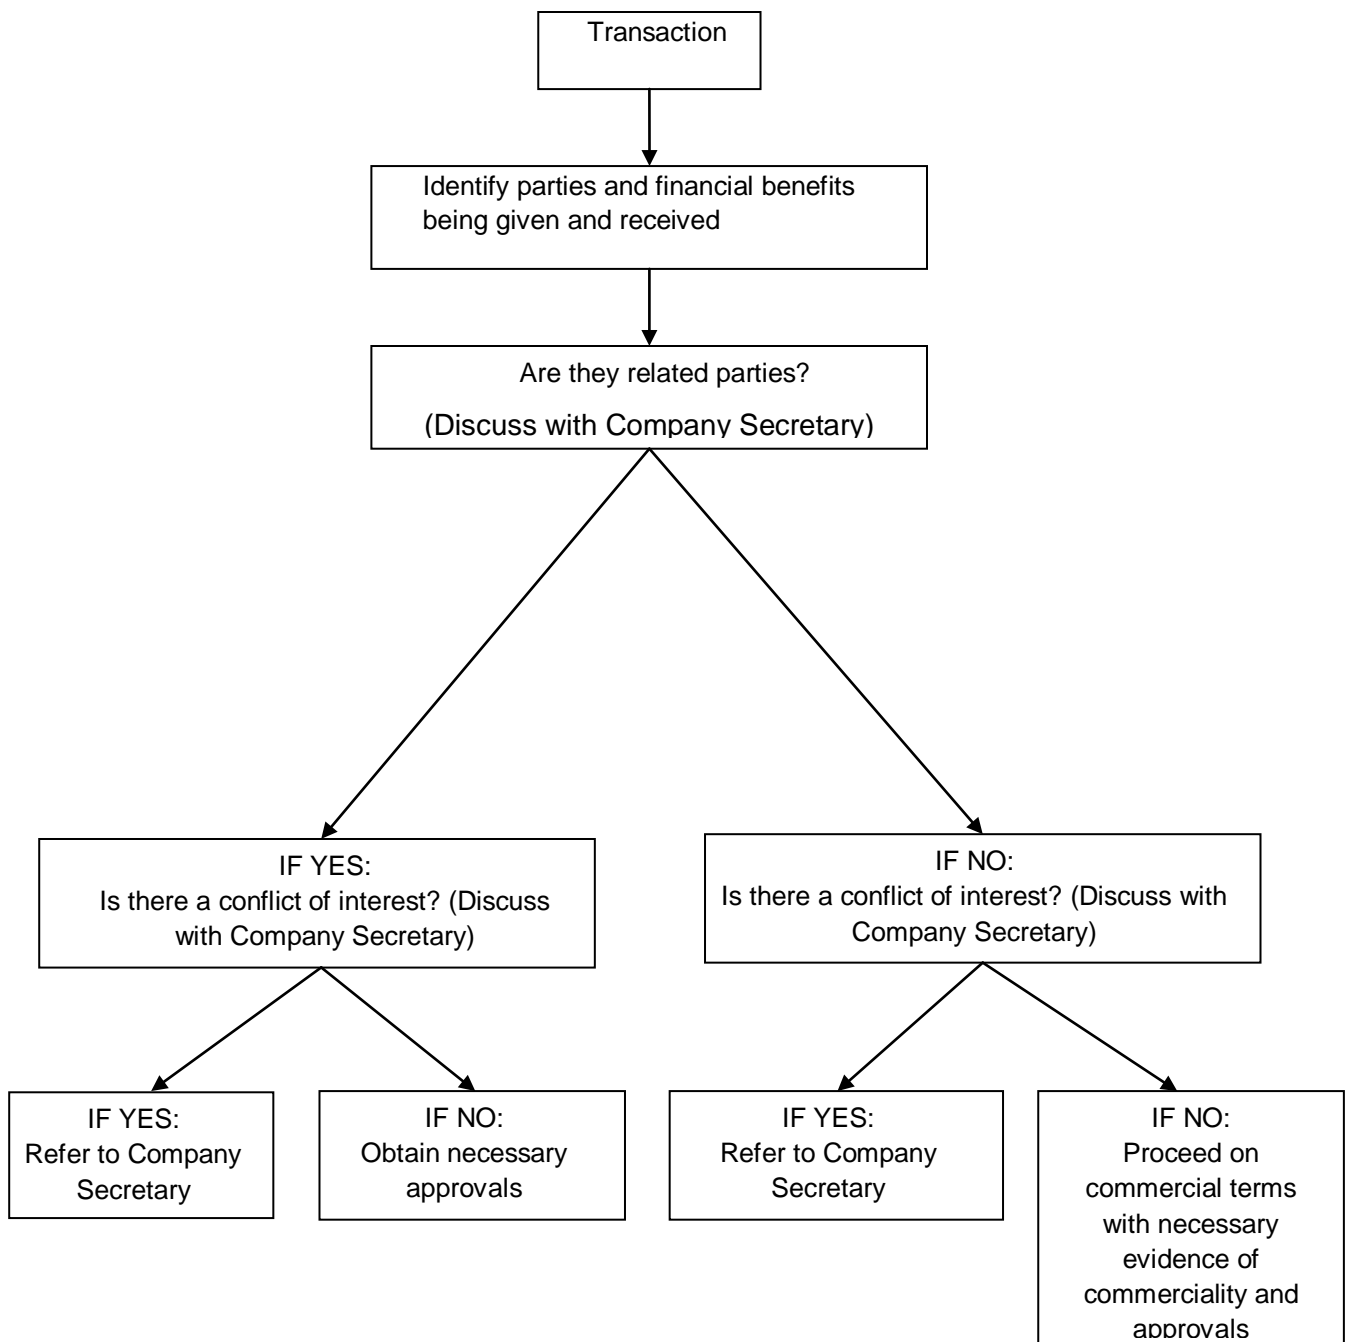 Transaction
Identify parties and financial benefits
being given and received
Are they related parties?
(Discuss with Company Secretary)
IF YES:
Is there a conflict of interest? (Discuss
with Company Secretary)
IF NO:
Is there a conflict of interest? (Discuss with
Company Secretary)
IF YES:
Refer to Company
Secretary
IF NO:
Obtain necessary
approvals
IF YES:
Refer to Company
Secretary
IF NO:
Proceed on
commercial terms
with necessary
evidence of
commerciality and
approvals